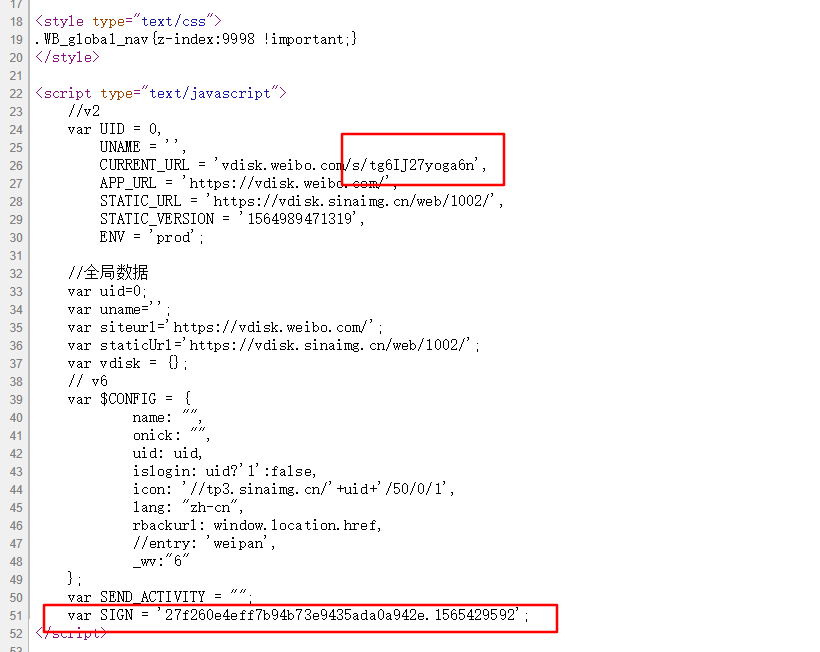 17
18 <style type="text/css">
19 .WB_global_nav{z-index:9998 !important;}
20 </style>
21
22 <script type="text/javascript">
23 //v2
24 var UID = 0,
25 UNAME = '',
26 CURRENT_URL = 'vdisk.weibo.com/s/tg6IJ27yoga6n',
27 APP_URL = 'https://vdisk.weibo.com/',
28 STATIC_URL = 'https://vdisk.sinaimg.cn/web/1002/',
29 STATIC_VERSION = '1564989471319',
30 ENV = 'prod';
31
32 //全局数据
33 var uid=0;
34 var uname='';
35 var siteurl='https://vdisk.weibo.com/';
36 var staticUrl='https://vdisk.sinaimg.cn/web/1002/';
37 var vdisk = {};
38 // v6
39 var $CONFIG = {
40 name: "",
41 onick: "",
42 uid: uid,
43 islogin: uid?'1':false,
44 icon: '//tp3.sinaimg.cn/'+uid+'/50/0/1',
45 lang: "zh-cn",
46 rbackurl: window.location.href,
47 //entry: 'weipan',
48 _wv:"6"
49 };
50 var SEND_ACTIVITY = "";
51 var SIGN = '27f260e4eff7b94b73e9435ada0a942e.1565429592';
52 </script>
53